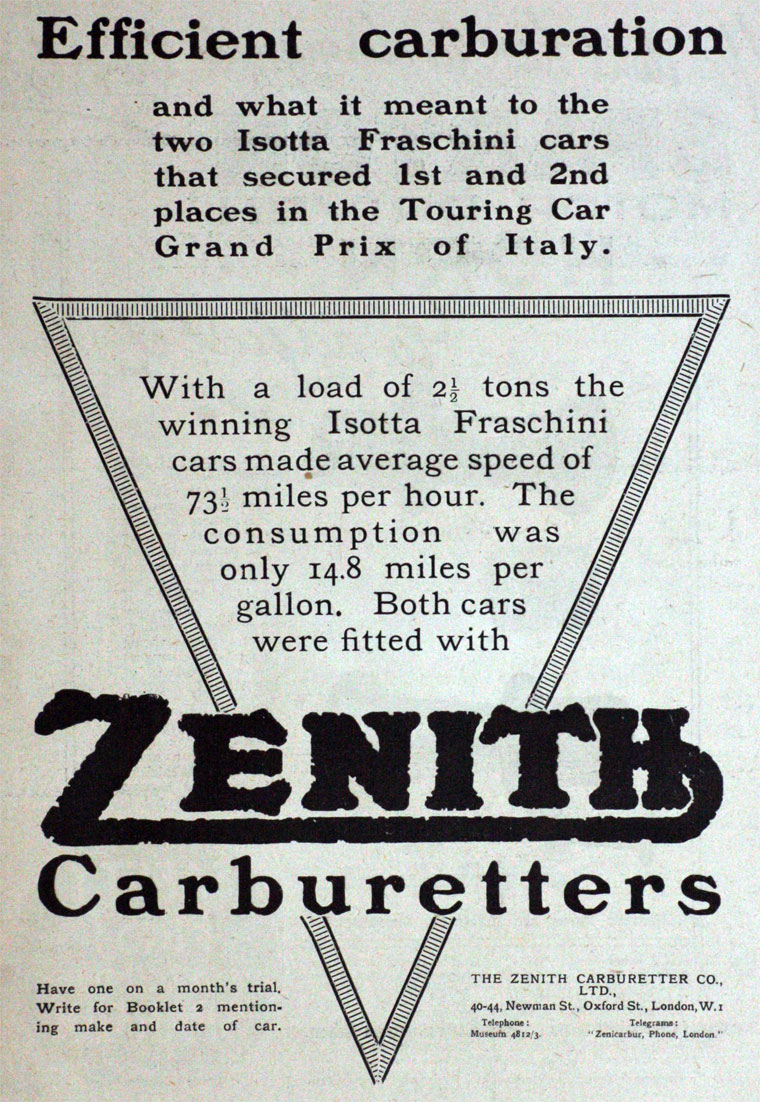 Efficient carburation
and what it meant to the
two Isotta Fraschini cars
that secured 1st and 2nd
places in the Touring Car
Grand Prix of Italy.
With a load of 2½ tons the
winning Isotta Fraschini
cars made average speed of
73½ miles per hour. The
consumption was
only 14.8 miles per
gallon. Both cars
were fitted with
ZENITH
Carburetters
Have one on a month's trial.
Write for Booklet 2 mention-
ing make and date of car.
THE ZENITH CARBURETTER CO.,
LTD.,
40-44, Newman St., Oxford St., London, W.1
Telephone: Telegrams:
Museum 4812/3. "Zenicarbur, Phone, London."